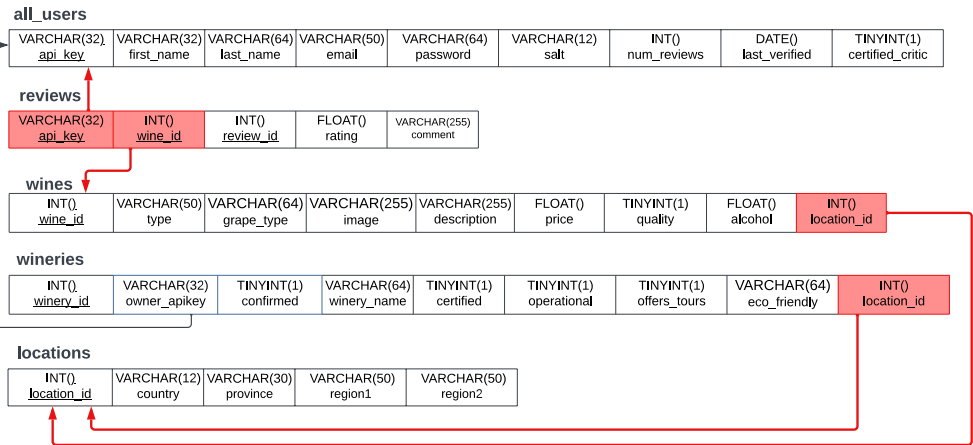 all_users
VARCHAR(32) VARCHAR(32) VARCHAR(64) VARCHAR(50) VARCHAR(64) VARCHAR(12) INT() DATE() TINYINT(1)
api_key first_name last_name email password salt num_reviews last_verified certified_critic
reviews
VARCHAR(32) INT() INT() FLOAT() VARCHAR(255)
api_key wine_id review_id rating comment
wines
INT() VARCHAR(50) VARCHAR(64) VARCHAR(255) VARCHAR(255) FLOAT() TINYINT(1) FLOAT() INT()
wine_id type grape_type image description price quality alcohol location_id
wineries
INT() VARCHAR(32) TINYINT(1) VARCHAR(64) TINYINT(1) TINYINT(1) TINYINT(1) VARCHAR(64) INT()
winery_id owner_apikey confirmed winery_name certified operational offers_tours eco_friendly location_id
locations
INT() VARCHAR(12) VARCHAR(30) VARCHAR(50) VARCHAR(50)
location_id country province region1 region2